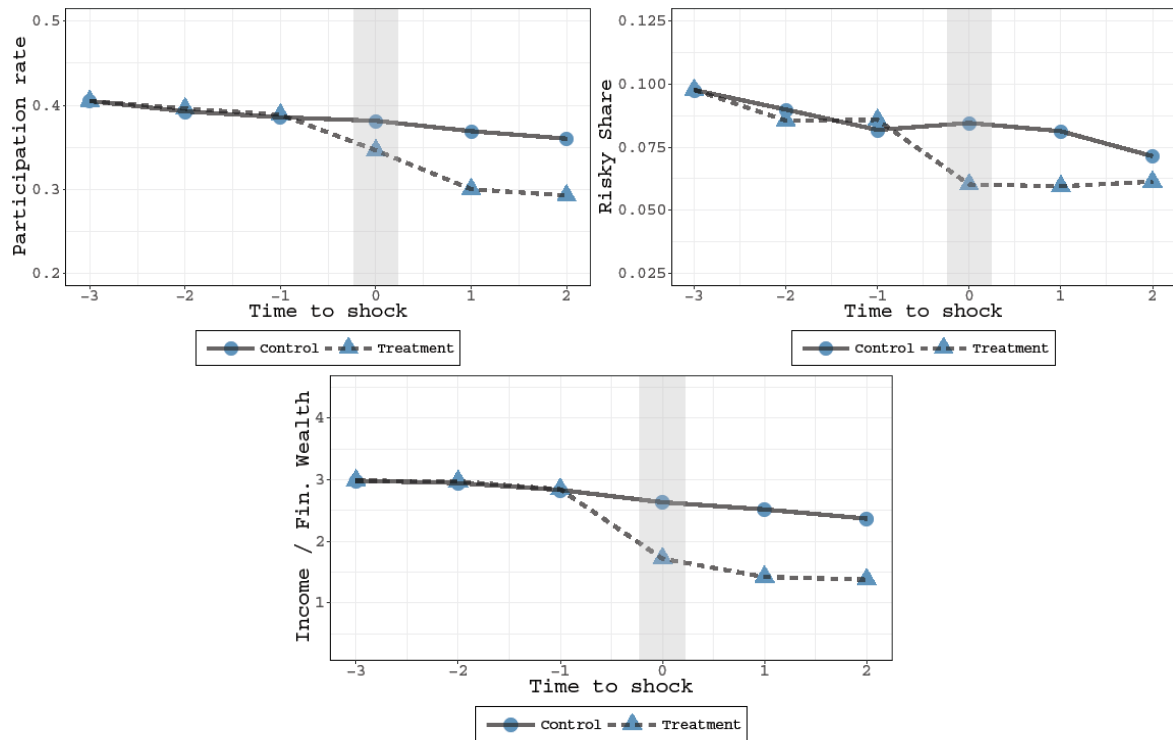 Participation rate
0.5
0.4
0.3
0.2
-3 -2 -1 0 1 2
Time to shock
Control Treatment
Risky Share
0.125
0.100
0.075
0.050
0.025
-3 -2 -1 0 1 2
Time to shock
Control Treatment
Income / Fin. Wealth
4
3
2
1
-3 -2 -1 0 1 2
Time to shock
Control Treatment